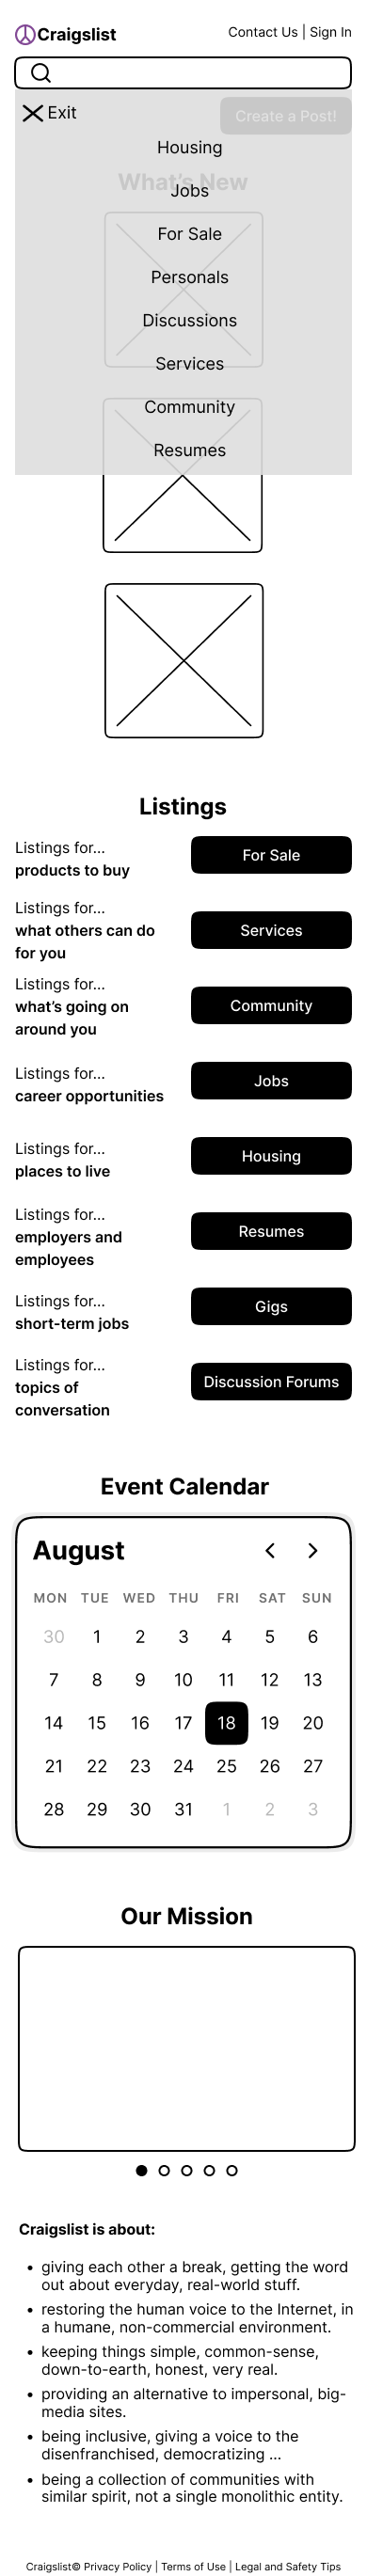 Craigslist
Contact Us | Sign In
Exit
Create a Post!
Housing
What's New
Jobs
For Sale
Personals
Discussions
Services
Community
Resumes
Listings
Listings for...
products to buy
For Sale
Listings for...
what others can do
for you
Services
Listings for...
what's going on
around you
Community
Listings for...
career opportunities
Jobs
Listings for...
places to live
Housing
Listings for...
employers and
employees
Resumes
Listings for...
short-term jobs
Gigs
Listings for...
topics of
conversation
Discussion Forums
Event Calendar
August
MON TUE WED THU FRI SAT SUN
30 1 2 3 4 5 6
7 8 9 10 11 12 13
14 15 16 17 18 19 20
21 22 23 24 25 26 27
28 29 30 31 1 2 3
Our Mission
Craigslist is about:
• giving each other a break, getting the word
out about everyday, real-world stuff.
• restoring the human voice to the Internet, in
a humane, non-commercial environment.
• keeping things simple, common-sense,
down-to-earth, honest, very real.
• providing an alternative to impersonal, big-
media sites.
• being inclusive, giving a voice to the
disenfranchised, democratizing ...
• being a collection of communities with
similar spirit, not a single monolithic entity.
Craigslist© Privacy Policy | Terms of Use | Legal and Safety Tips